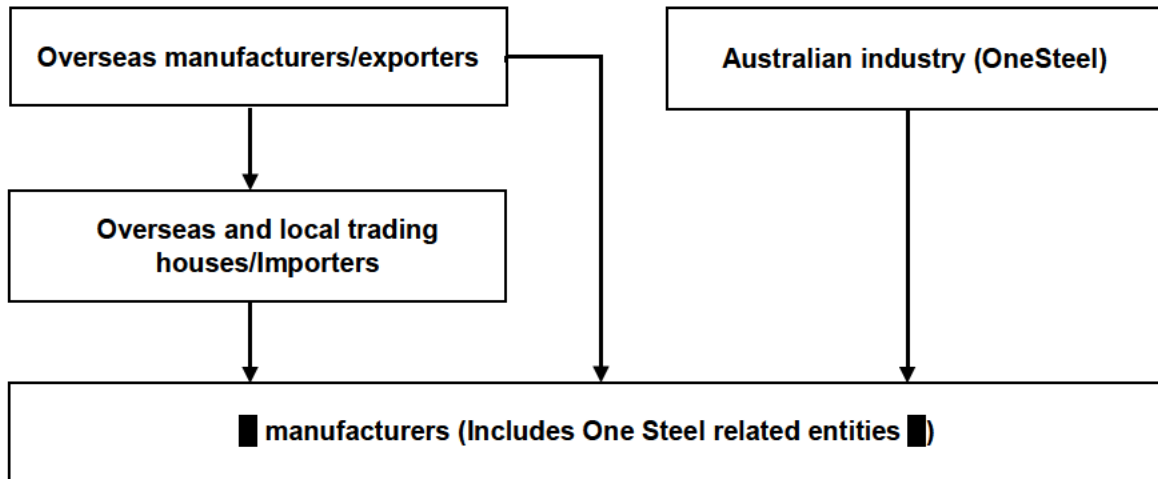 Overseas manufacturers/exporters
Australian industry (OneSteel)
Overseas and local trading
houses/Importers
manufacturers (Includes One Steel related entities )